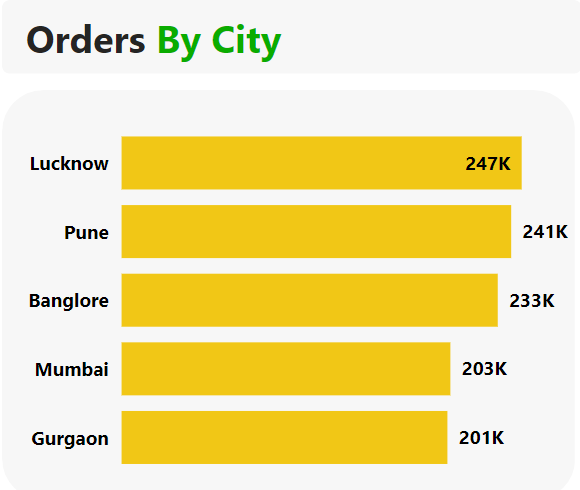 Orders By City
Lucknow 247K
Pune 241K
Banglore 233K
Mumbai 203K
Gurgaon 201K